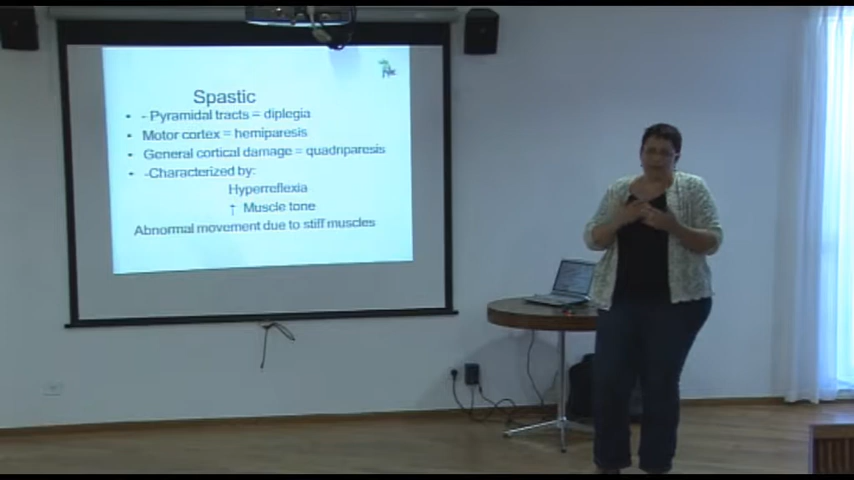 Spastic
• - Pyramidal tracts = diplegia
• Motor cortex = hemiparesis
• General cortical damage = quadriparesis
• -Characterized by:
Hyperreflexia
↑ Muscle tone
Abnormal movement due to stiff muscles